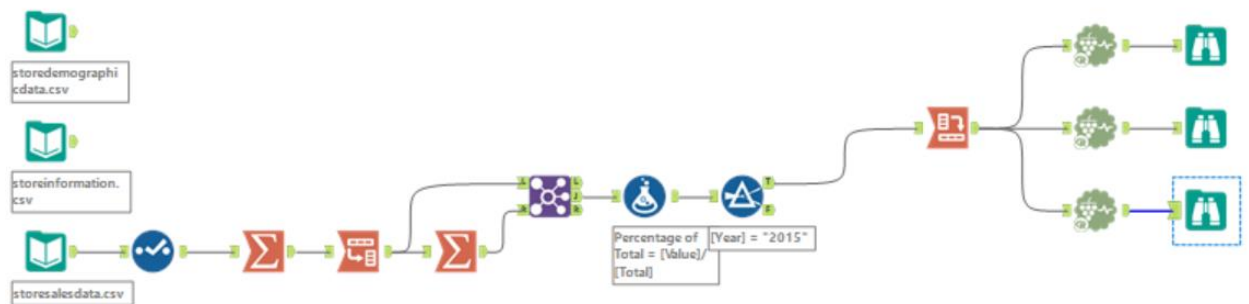 storedemographi
cdata.csv
storeinformation.
csv
storesalesdata.csv
L
R
L
J
R
Percentage of
Total = [Value]/
[Total]
[Year] = "2015"
T
F